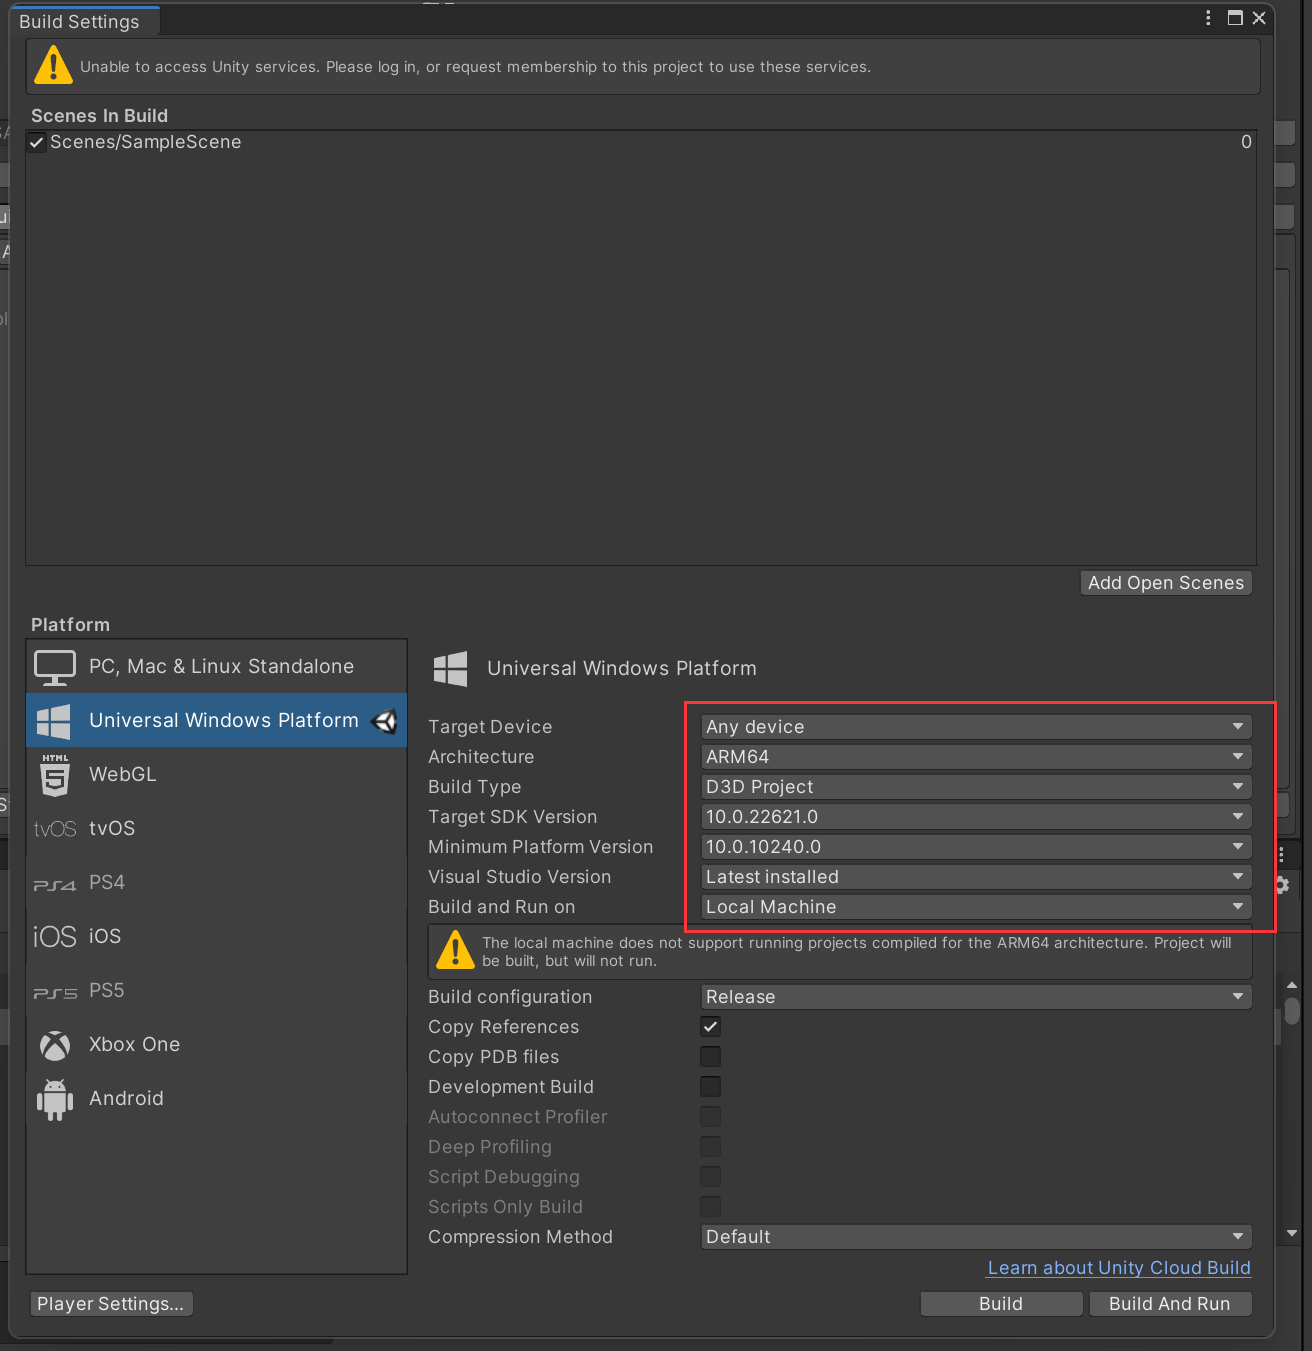 Build Settings
Unable to access Unity services. Please log in, or request membership to this project to use these services.
Scenes In Build
Scenes/SampleScene 0
Add Open Scenes
Platform
PC, Mac & Linux Standalone
Universal Windows Platform
HTML 5 WebGL
tvOS tvOS
PS4 PS4
iOS iOS
PS5 PS5
Xbox One
Android
Universal Windows Platform
Target Device Any device
Architecture ARM64
Build Type D3D Project
Target SDK Version 10.0.22621.0
Minimum Platform Version 10.0.10240.0
Visual Studio Version Latest installed
Build and Run on Local Machine
The local machine does not support running projects compiled for the ARM64 architecture. Project will
be built, but will not run.
Build configuration Release
Copy References
Copy PDB files
Development Build
Autoconnect Profiler
Deep Profiling
Script Debugging
Scripts Only Build
Compression Method Default
Learn about Unity Cloud Build
Player Settings... Build Build And Run